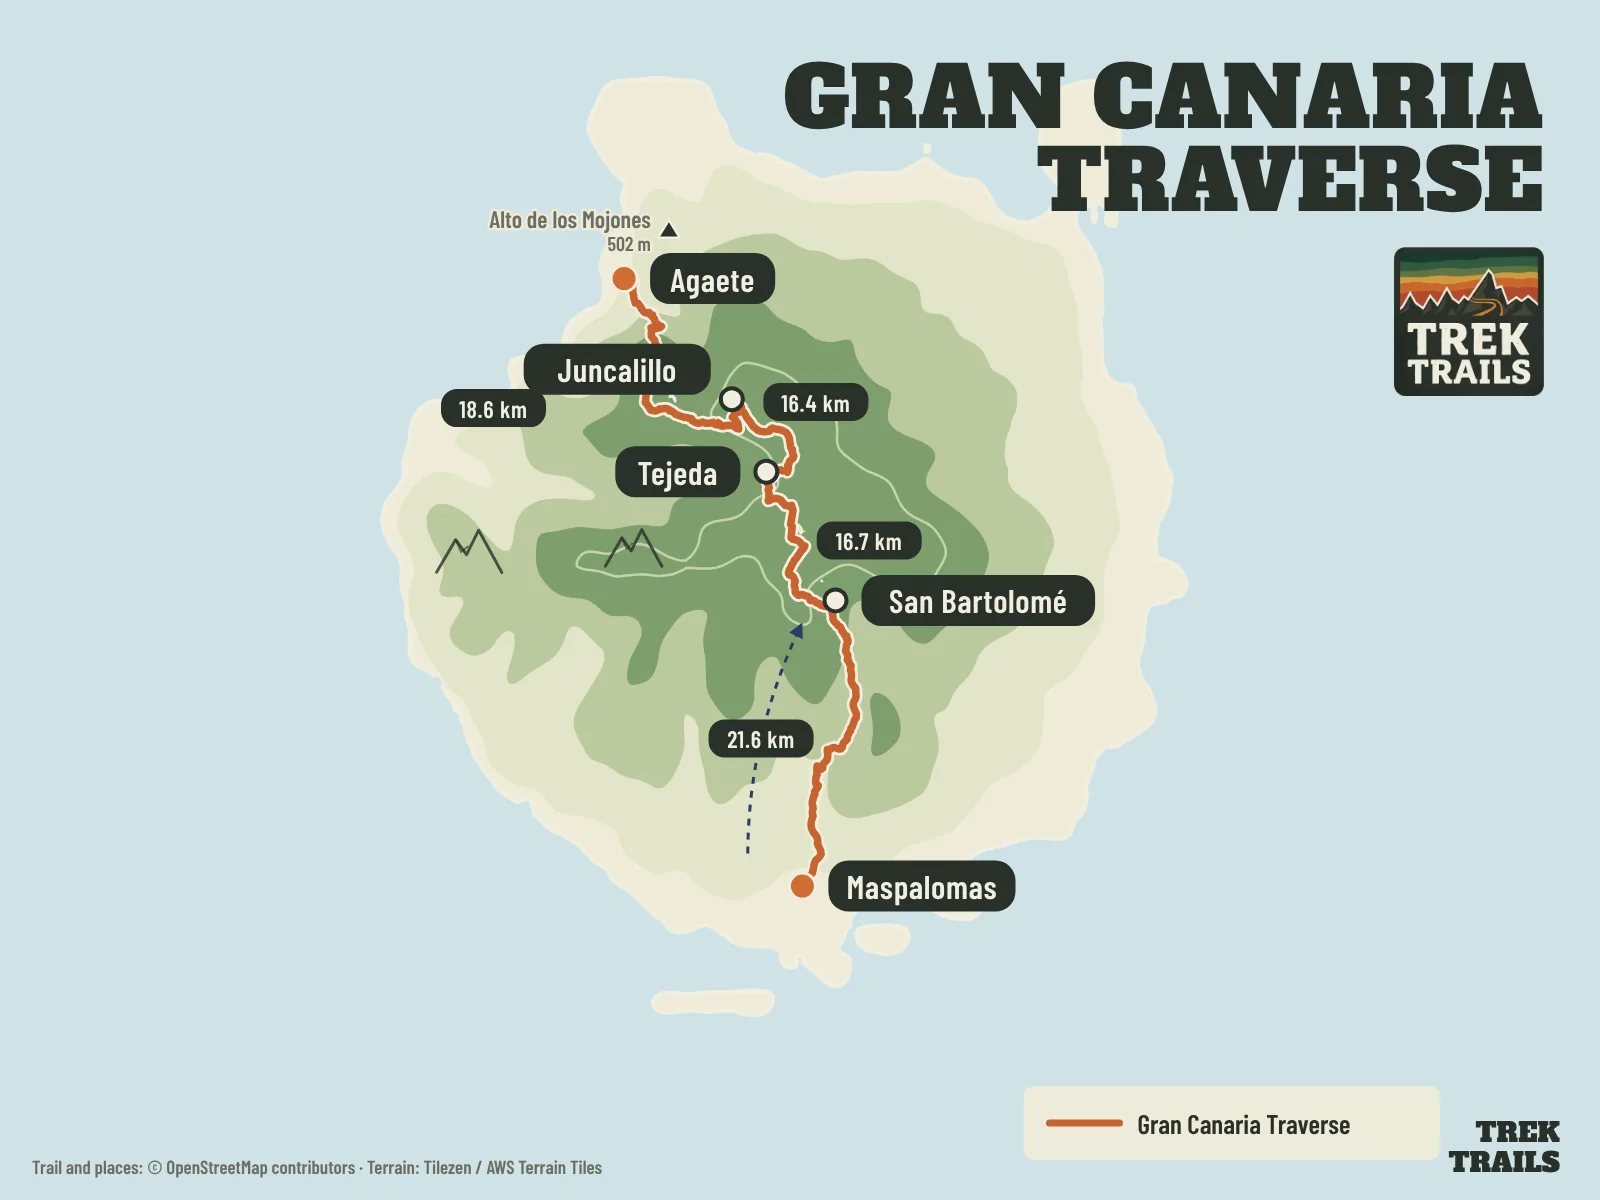 GRAN CANARIA
TRAVERSE
TREK
TRAILS
Alto de los Mojones
502 m
Agaete
Juncalillo
18.6 km
16.4 km
Tejeda
16.7 km
San Bartolomé
21.6 km
Maspalomas
Gran Canaria Traverse
TREK
TRAILS
Trail and places: © OpenStreetMap contributors · Terrain: Tilezen / AWS Terrain Tiles